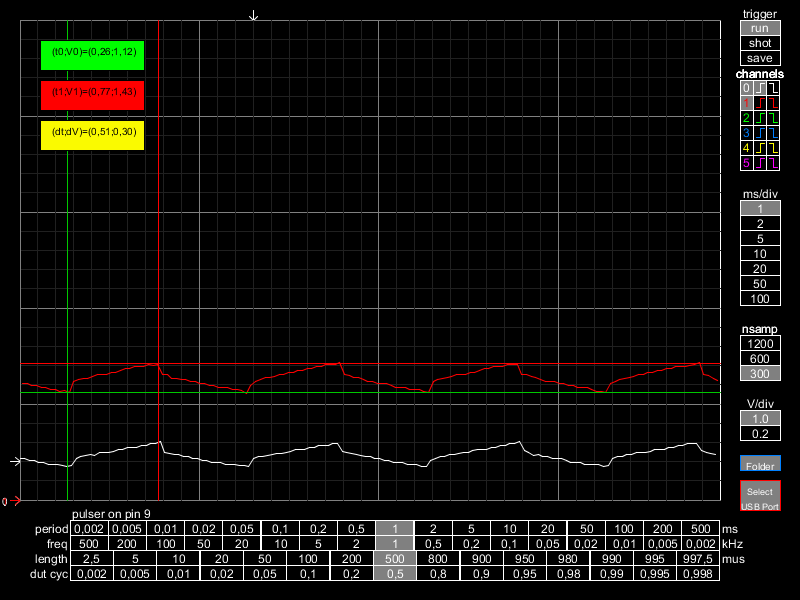 trigger
run
shot
save
channels
0
1
2
3
4
5
(t0;V0)=(0,26;1,12)
(t1;V1)=(0,77;1,43)
(dt;dV)=(0,51;0,30)
ms/div
1
2
5
10
20
50
100
nsamp
1200
600
300
V/div
1.0
0.2
Folder
Select
USB Port
0
pulser on pin 9
period 0,002 0,005 0,01 0,02 0,05 0,1 0,2 0,5 1 2 5 10 20 50 100 200 500 ms
freq 500 200 100 50 20 10 5 2 1 0,5 0,2 0,1 0,05 0,02 0,01 0,005 0,002 kHz
length 2,5 5 10 20 50 100 200 500 800 900 950 980 990 995 997,5 mus
dut cyc 0,002 0,005 0,01 0,02 0,05 0,1 0,2 0,5 0,8 0,9 0,95 0,98 0,99 0,995 0,998